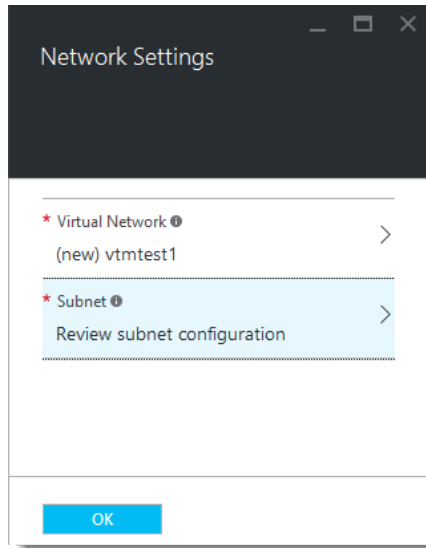 Network Settings
* Virtual Network
(new) vtmtest1
* Subnet
Review subnet configuration
OK